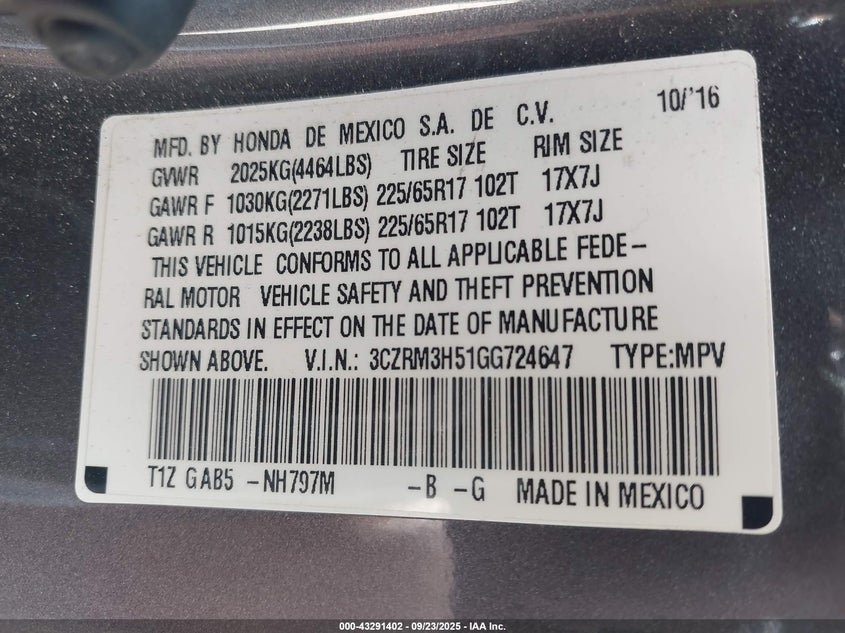 10/'16
MFD. BY HONDA DE MEXICO S.A. DE C.V.
GVWR 2025KG(4464LBS) TIRE SIZE RIM SIZE
GAWR F 1030KG(2271LBS) 225/65R17 102T 17X7J
GAWR R 1015KG(2238LBS) 225/65R17 102T 17X7J
THIS VEHICLE CONFORMS TO ALL APPLICABLE FEDE-
RAL MOTOR VEHICLE SAFETY AND THEFT PREVENTION
STANDARDS IN EFFECT ON THE DATE OF MANUFACTURE
SHOWN ABOVE. V.I.N.: 3CZRM3H51GG724647 TYPE:MPV
T1Z GAB5 -NH797M -B -G MADE IN MEXICO
000-43291402 - 09/23/2025 - IAA Inc.